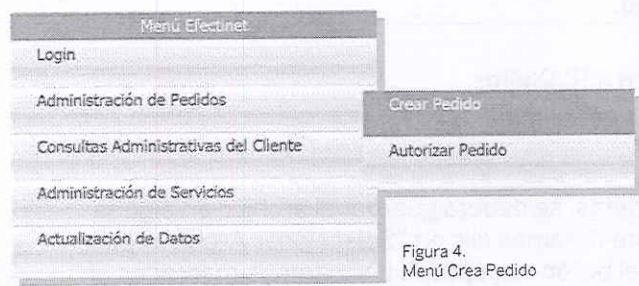 Menú Efectinet
Login
Administración de Pedidos
Crear Pedido
Consultas Administrativas del Cliente
Autorizar Pedido
Administración de Servicios
Actualización de Datos
Figura 4.
Menú Crea Pedido